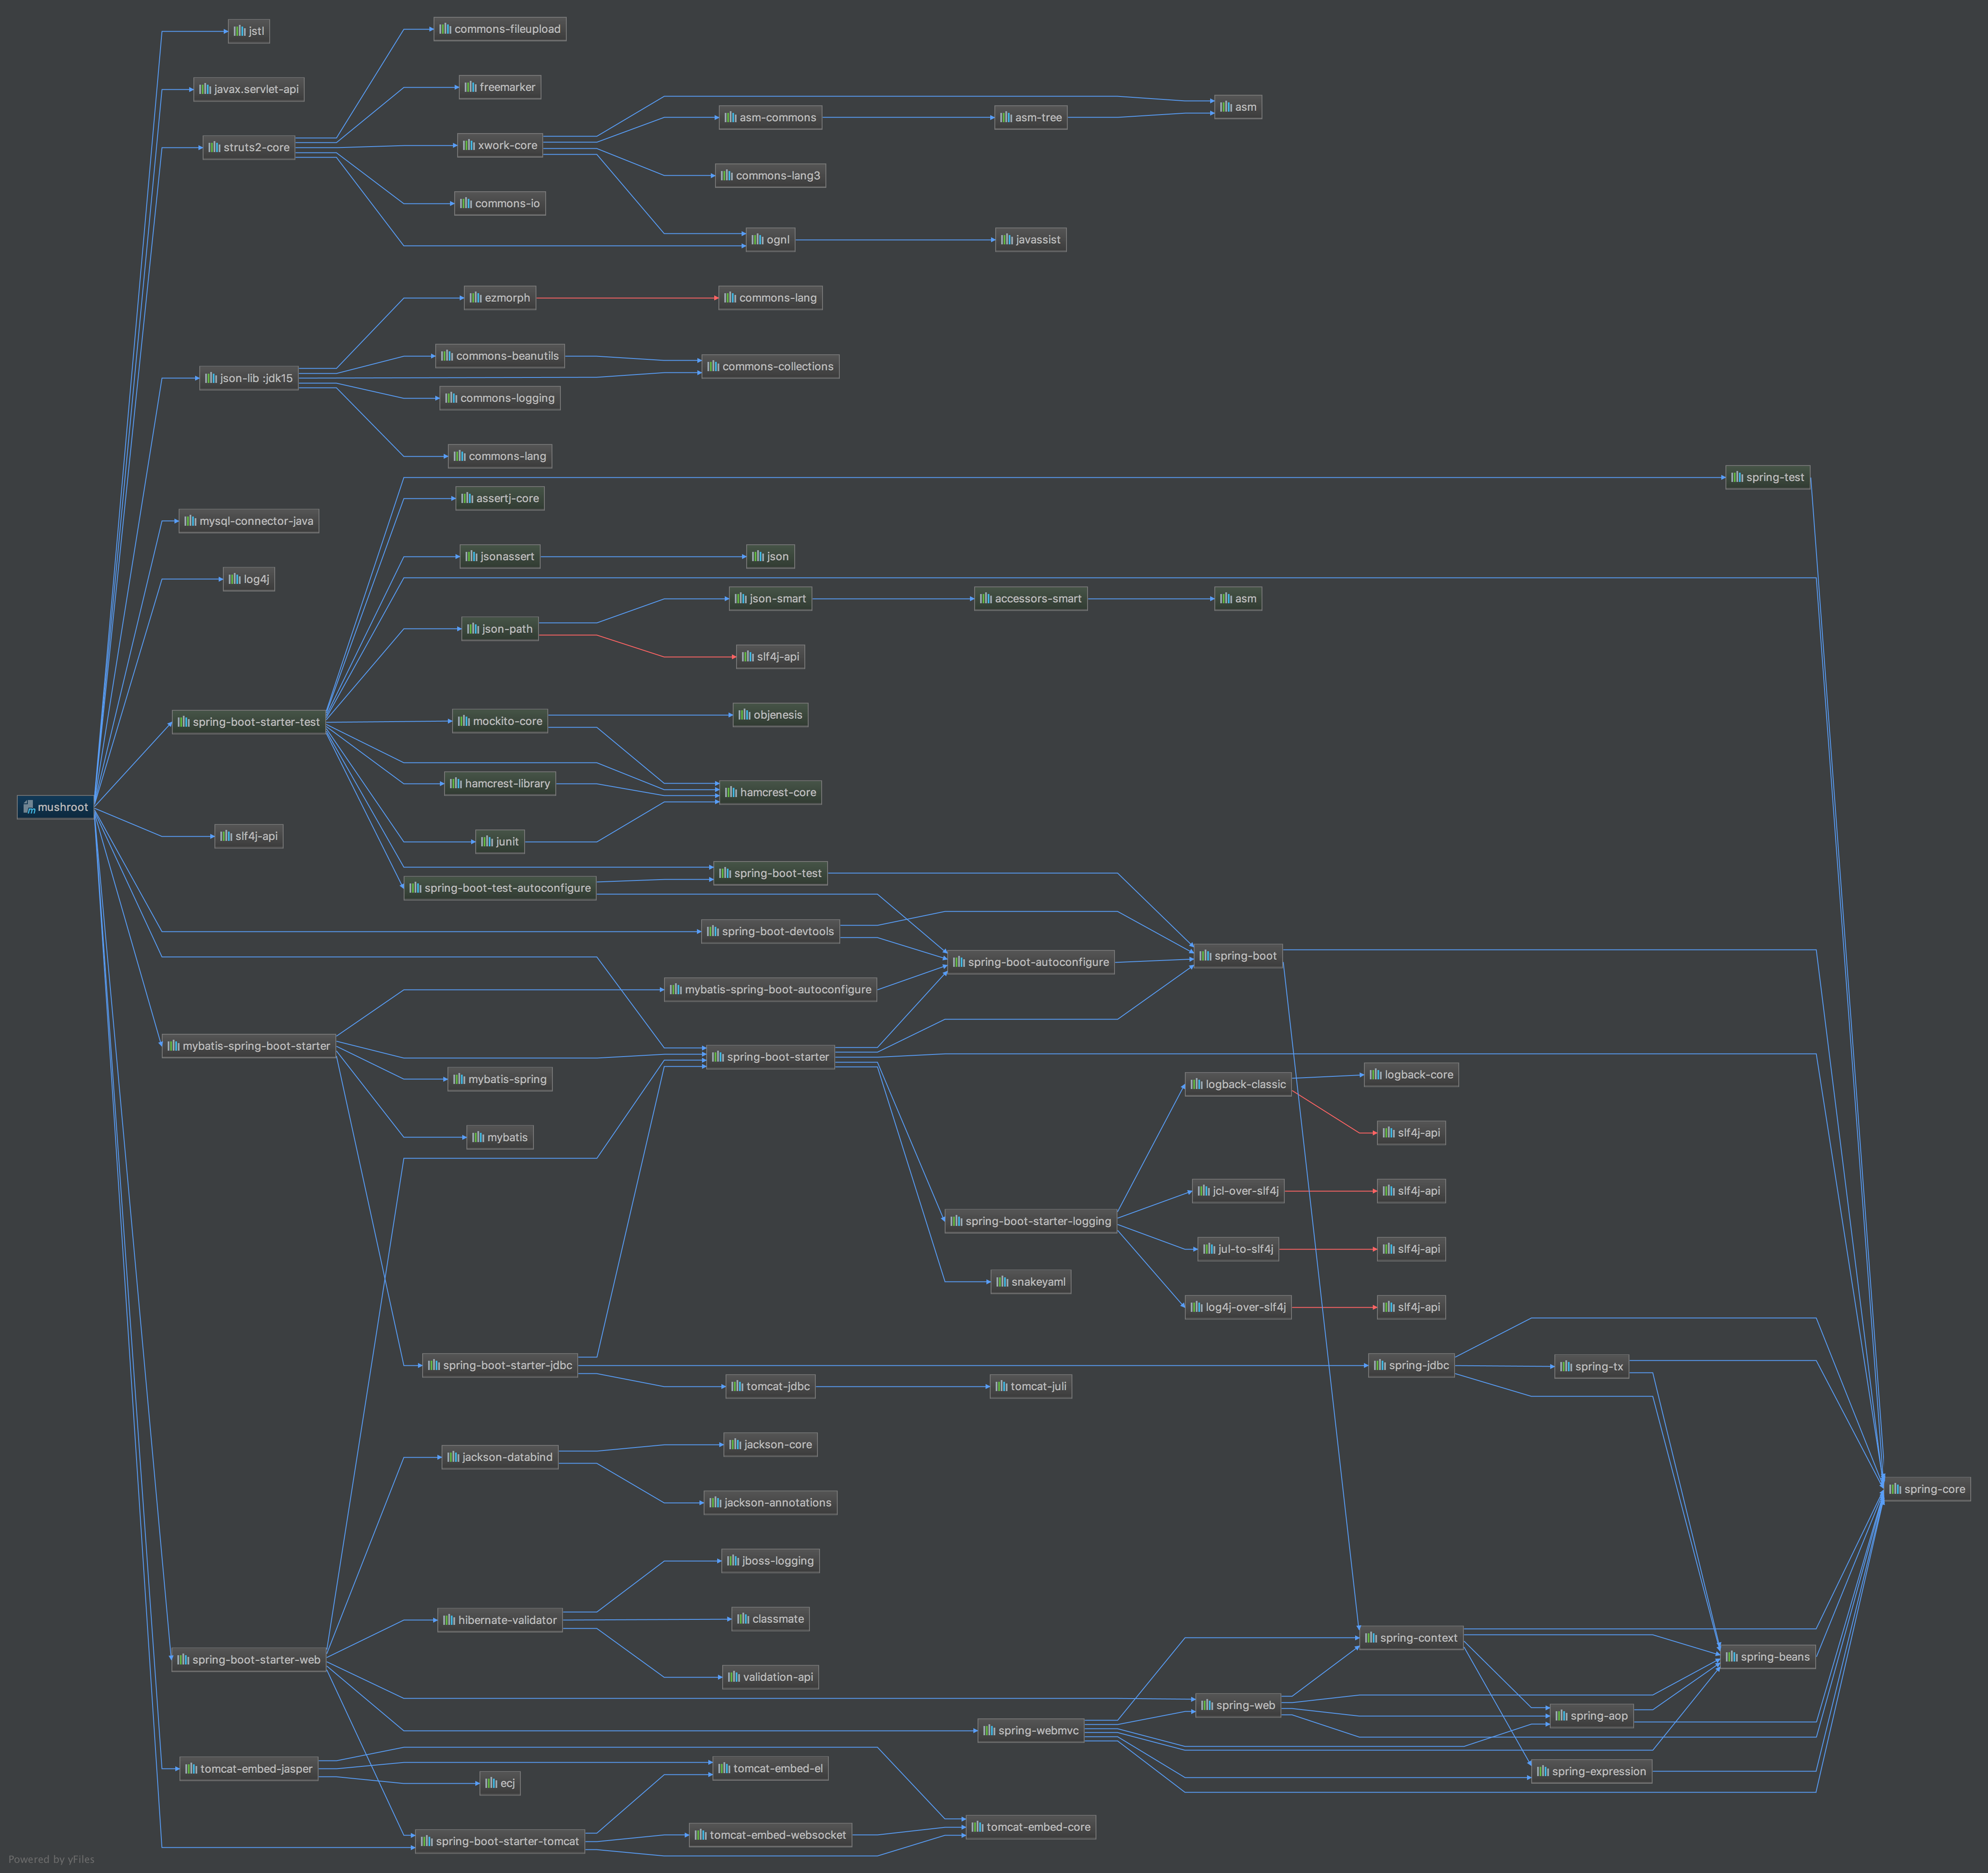 commons-fileupload
jstl
freemarker
javax.servlet-api
asm
asm-commons
asm-tree
xwork-core
struts2-core
commons-lang3
commons-io
ognl
javassist
ezmorph
commons-lang
commons-beanutils
commons-collections
json-lib :jdk15
commons-logging
commons-lang
spring-test
assertj-core
mysql-connector-java
jsonassert
json
log4j
json-smart
accessors-smart
asm
json-path
slf4j-api
objenesis
mockito-core
spring-boot-starter-test
hamcrest-library
hamcrest-core
mushroot
slf4j-api
junit
spring-boot-test
spring-boot-test-autoconfigure
spring-boot-devtools
spring-boot
spring-boot-autoconfigure
mybatis-spring-boot-autoconfigure
mybatis-spring-boot-starter
spring-boot-starter
logback-core
mybatis-spring
logback-classic
slf4j-api
mybatis
jcl-over-slf4j
slf4j-api
spring-boot-starter-logging
jul-to-slf4j
slf4j-api
snakeyaml
log4j-over-slf4j
slf4j-api
spring-boot-starter-jdbc
spring-jdbc
spring-tx
tomcat-jdbc
tomcat-juli
jackson-core
jackson-databind
spring-core
jackson-annotations
jboss-logging
classmate
hibernate-validator
spring-context
spring-beans
spring-boot-starter-web
validation-api
spring-web
spring-aop
spring-webmvc
tomcat-embed-jasper
tomcat-embed-el
spring-expression
ecj
tomcat-embed-core
tomcat-embed-websocket
spring-boot-starter-tomcat
Powered by yFiles